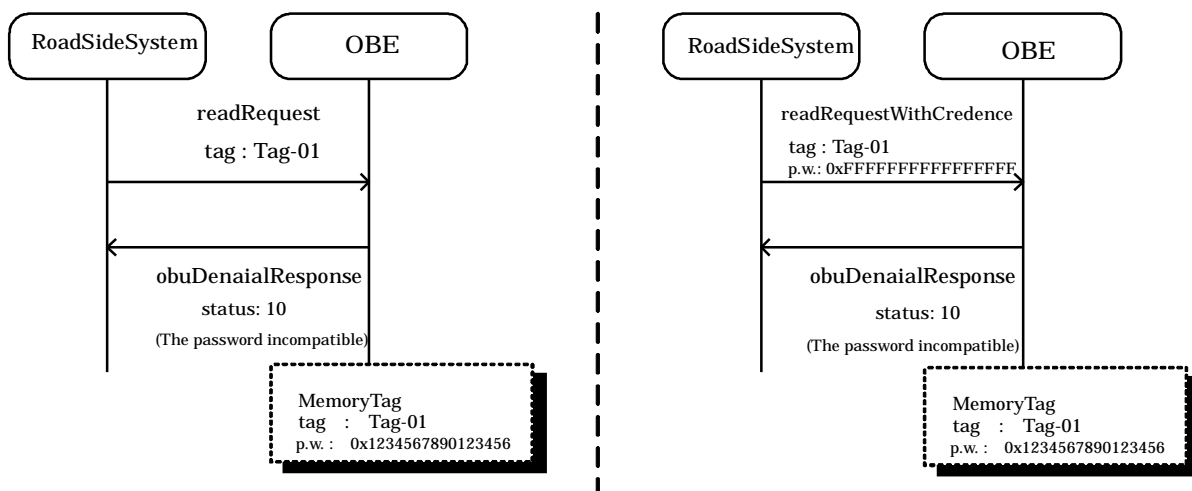 RoadSideSystem
OBE
readRequest
tag : Tag-01
obuDenaialResponse
status: 10
(The password incompatible)
MemoryTag
tag : Tag-01
p.w. : 0x1234567890123456
RoadSideSystem
OBE
readRequestWithCredence
tag : Tag-01
p.w.: 0xFFFFFFFFFFFFFFFF
obuDenaialResponse
status: 10
(The password incompatible)
MemoryTag
tag : Tag-01
p.w. : 0x1234567890123456